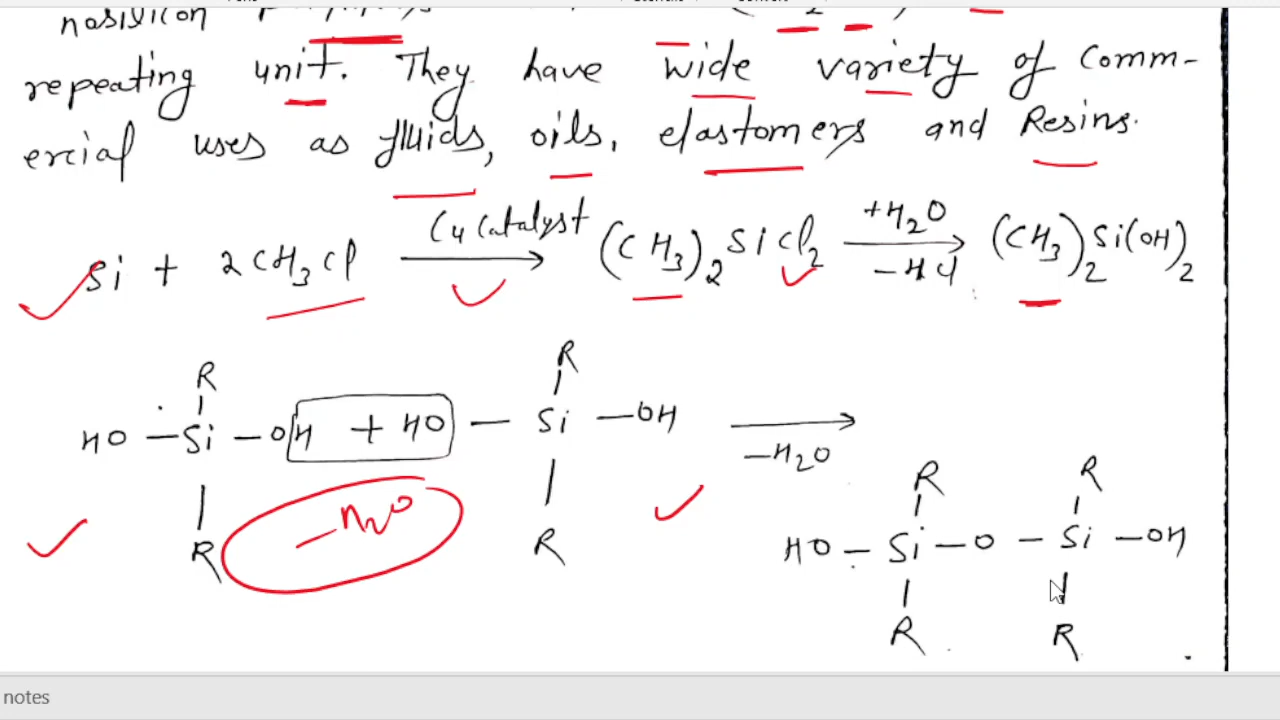 repeating unit. They have wide variety of Comm-
ercial uses as fluids, oils, elastomers and Resins.
Si + 2CH3Cl Cu Catalyst (CH3)2SiCl2 +H2O -HCl (CH3)2Si(OH)2
R R
HO-Si-OH + HO-Si-OH -H2O
R R
-H2O
R R
HO-Si-O-Si-OH
R R
notes